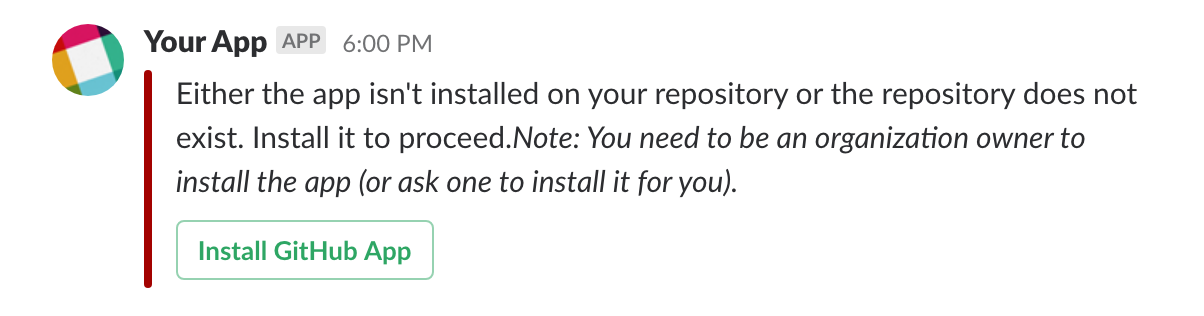 Your App APP 6:00 PM
Either the app isn't installed on your repository or the repository does not
exist. Install it to proceed.Note: You need to be an organization owner to
install the app (or ask one to install it for you).
Install GitHub App